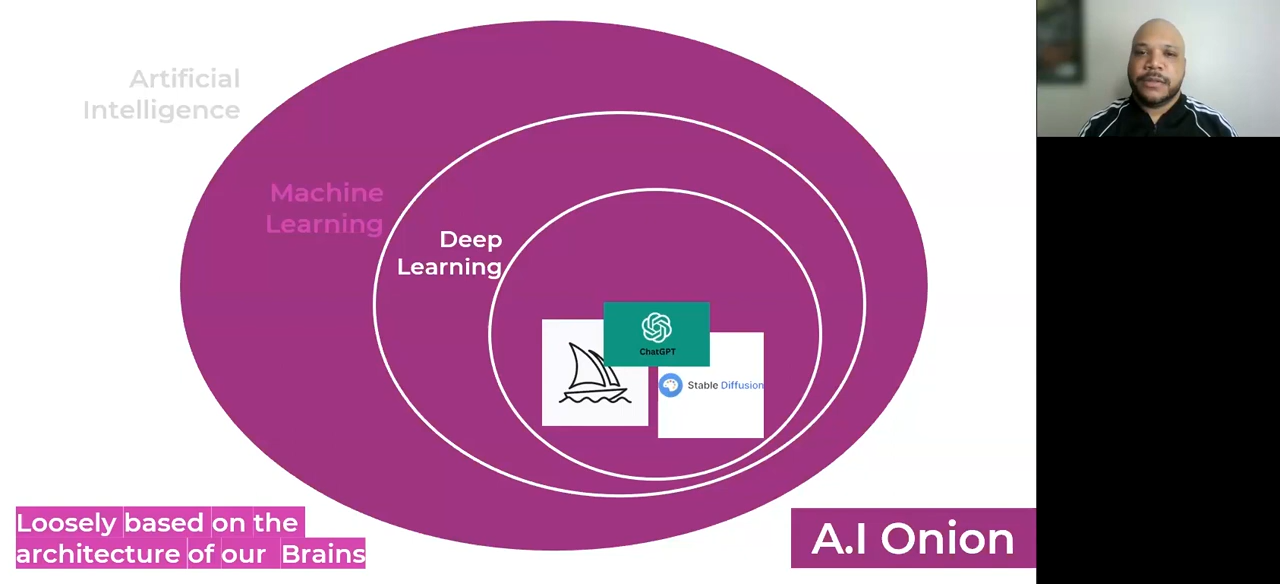 Artificial
Intelligence
Machine
Learning
Deep
Learning
ChatGPT
Stable Diffusion
Loosely based on the
architecture of our Brains
A.I Onion